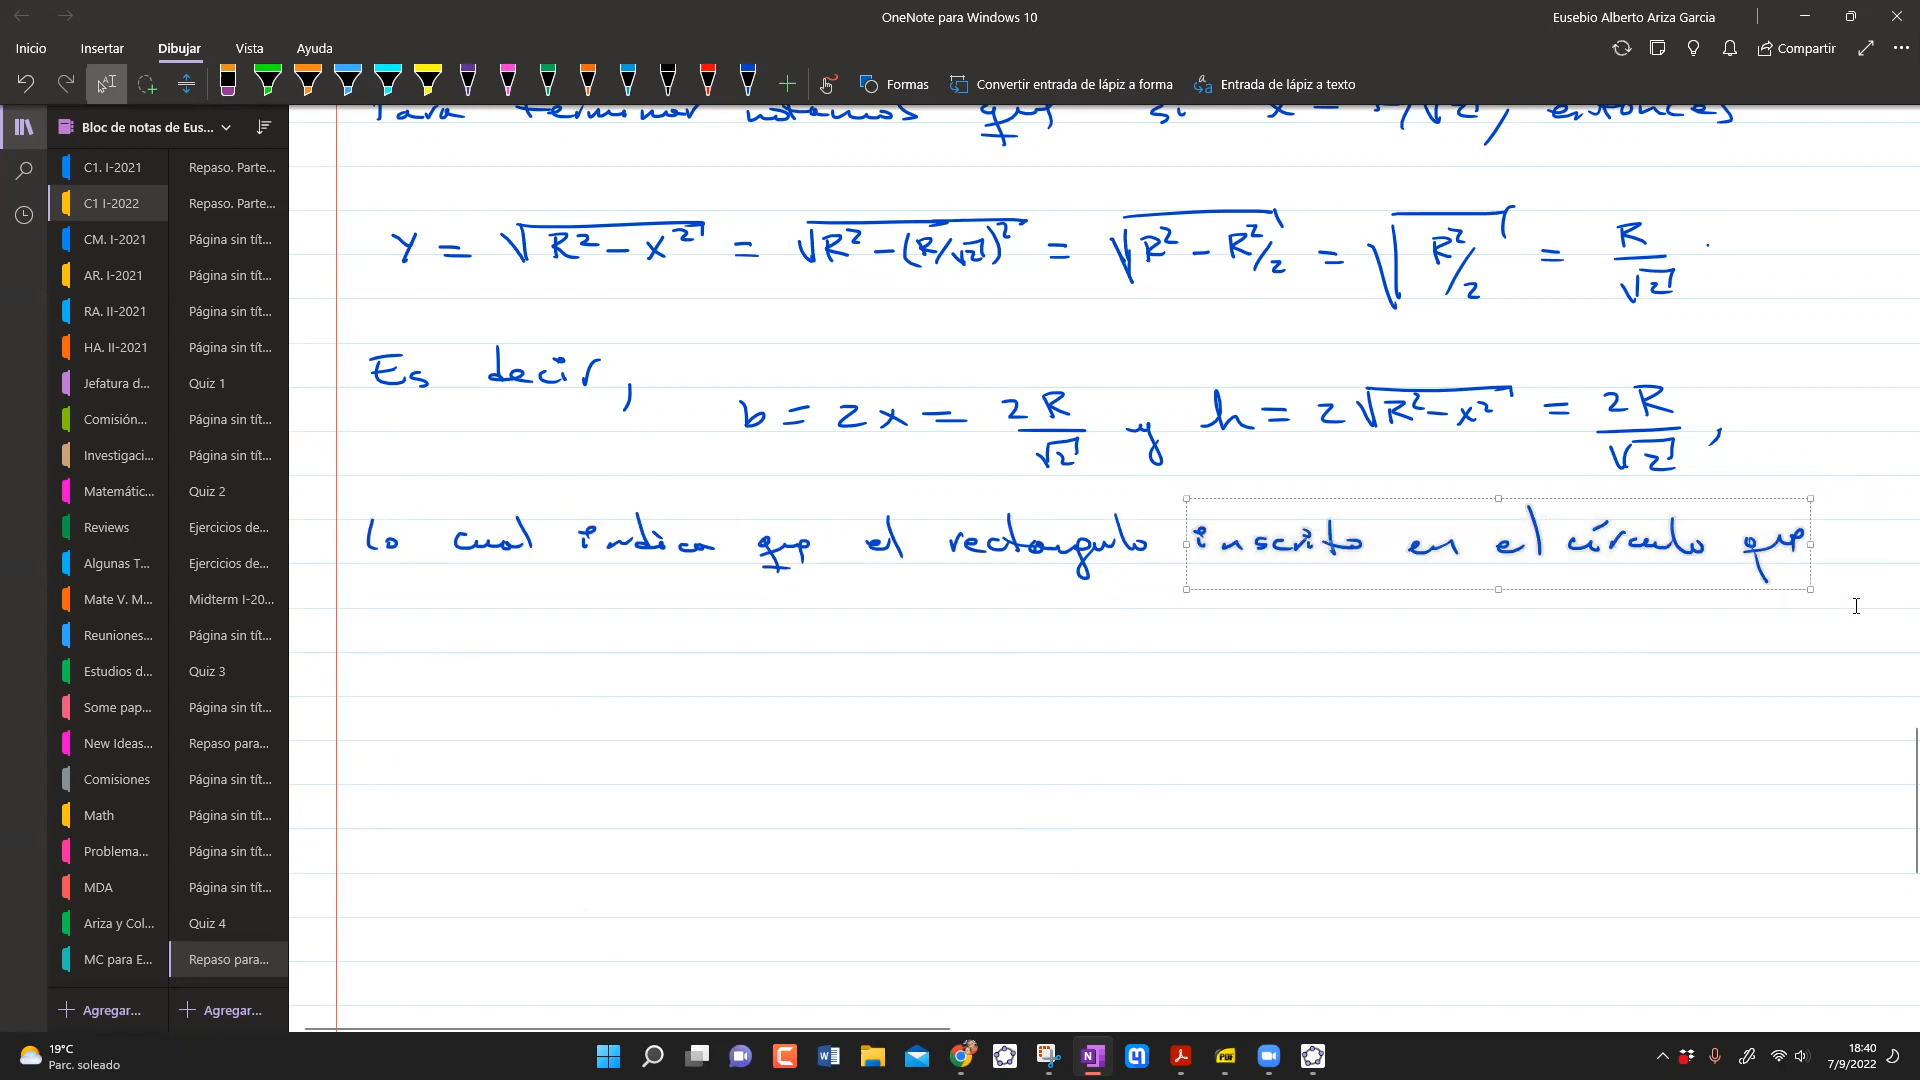 OneNote para Windows 10
Eusebio Alberto Ariza Garcia
Inicio Insertar Dibujar Vista Ayuda
Compartir
Formas Convertir entrada de lápiz a forma Entrada de lápiz a texto
Bloc de notas de Eus...
C1. I-2021
C1 I-2022
CM. I-2021
AR. I-2021
RA. II-2021
HA. II-2021
Jefatura d...
Comisión...
Investigaci...
Matemátic...
Reviews
Algunas T...
Mate V. M...
Reuniones...
Estudios d...
Some pap...
New Ideas...
Comisiones
Math
Problema...
MDA
Ariza y Col...
MC para E...
Agregar...
Repaso. Parte...
Repaso. Parte...
Página sin tít...
Página sin tít...
Página sin tít...
Página sin tít...
Quiz 1
Página sin tít...
Página sin tít...
Quiz 2
Ejercicios de...
Ejercicios de...
Midterm I-20...
Página sin tít...
Quiz 3
Página sin tít...
Repaso para...
Página sin tít...
Página sin tít...
Página sin tít...
Página sin tít...
Quiz 4
Repaso para...
Agregar...
Para terminar notamos que si x = R/√2, entonces
Y = √(R² − x²) = √(R² − (R/√2)²) = √(R² − R²/2) = √(R²/2) = R/√2.
Es decir,
b = 2x = 2R/√2 y h = 2√(R² − x²) = 2R/√2,
lo cual indica que el rectangulo inscrito en el círculo que
19°C
Parc. soleado
18:40
7/9/2022